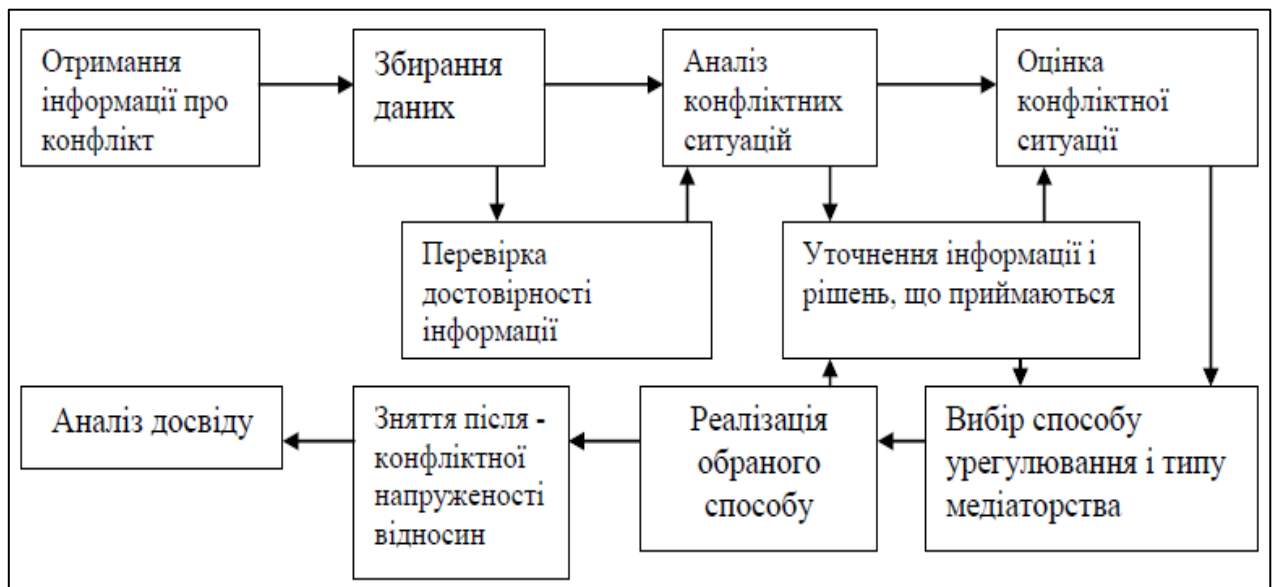 Отримання
інформації про
конфлікт
Збирання
даних
Аналіз
конфліктних
ситуацій
Оцінка
конфліктної
ситуації
Перевірка
достовірності
інформації
Уточнення інформації і
рішень, що приймаються
Аналіз досвіду
Зняття після -
конфліктної
напруженості
відносин
Реалізація
обраного
способу
Вибір способу
урегулювання і типу
медіаторства